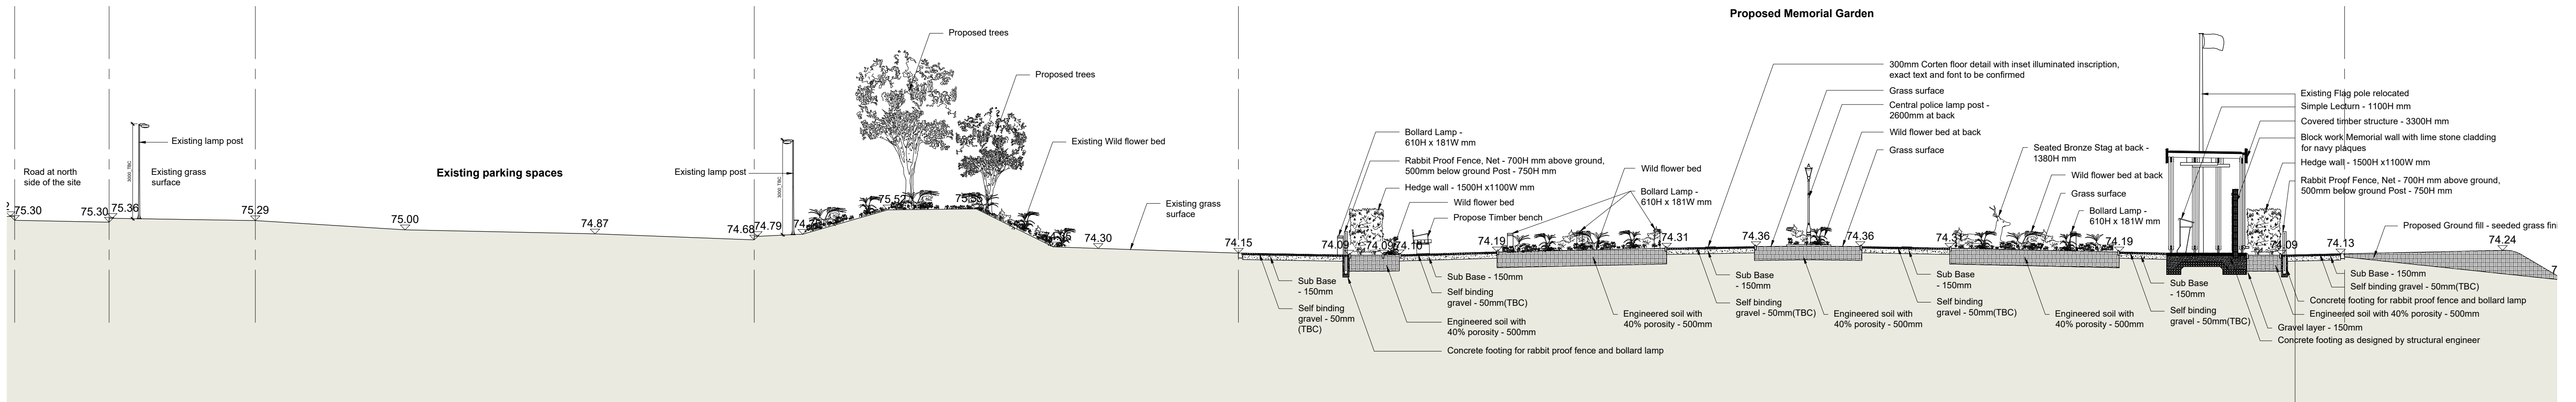 Proposed Memorial Garden
Road at north
side of the site
75.30
75.30
75.36
3000_TBC
Existing lamp post
Existing grass
surface
75.29
Existing parking spaces
75.00
74.87
74.68
74.79
3000_TBC
Existing lamp post
Proposed trees
Proposed trees
75.52
Existing Wild flower bed
74.30
Existing grass
surface
74.15
Bollard Lamp -
610H x 181W mm
Rabbit Proof Fence, Net - 700H mm above ground,
500mm below ground Post - 750H mm
Hedge wall - 1500H x1100W mm
Wild flower bed
Propose Timber bench
74.09
74.09
74.10
74.19
Wild flower bed
Bollard Lamp -
610H x 181W mm
74.31
300mm Corten floor detail with inset illuminated inscription,
exact text and font to be confirmed
Grass surface
Central police lamp post -
2600mm at back
Wild flower bed at back
Grass surface
74.36
74.36
Seated Bronze Stag at back -
1380H mm
Wild flower bed at back
Grass surface
Bollard Lamp -
610H x 181W mm
74.19
Existing Flag pole relocated
Simple Lecturn - 1100H mm
Covered timber structure - 3300H mm
Block work Memorial wall with lime stone cladding
for navy plaques
Hedge wall - 1500H x1100W mm
Rabbit Proof Fence, Net - 700H mm above ground,
500mm below ground Post - 750H mm
74.09
74.13
Proposed Ground fill - seeded grass fini
74.24
Sub Base
- 150mm
Self binding
gravel - 50mm
(TBC)
Sub Base - 150mm
Self binding
gravel - 50mm(TBC)
Engineered soil with
40% porosity - 500mm
Concrete footing for rabbit proof fence and bollard lamp
Engineered soil with
40% porosity - 500mm
Sub Base
- 150mm
Self binding
gravel - 50mm(TBC)
Engineered soil with
40% porosity - 500mm
Sub Base
- 150mm
Self binding
gravel - 50mm(TBC)
Engineered soil with
40% porosity - 500mm
Sub Base
- 150mm
Self binding
gravel - 50mm(TBC)
Sub Base - 150mm
Self binding gravel - 50mm(TBC)
Concrete footing for rabbit proof fence and bollard lamp
Engineered soil with 40% porosity - 500mm
Gravel layer - 150mm
Concrete footing as designed by structural engineer